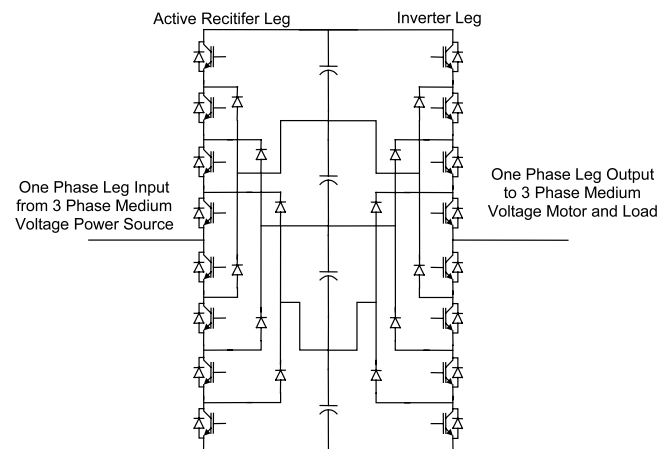 Active Recitifer Leg
Inverter Leg
One Phase Leg Input
from 3 Phase Medium
Voltage Power Source
One Phase Leg Output
to 3 Phase Medium
Voltage Motor and Load